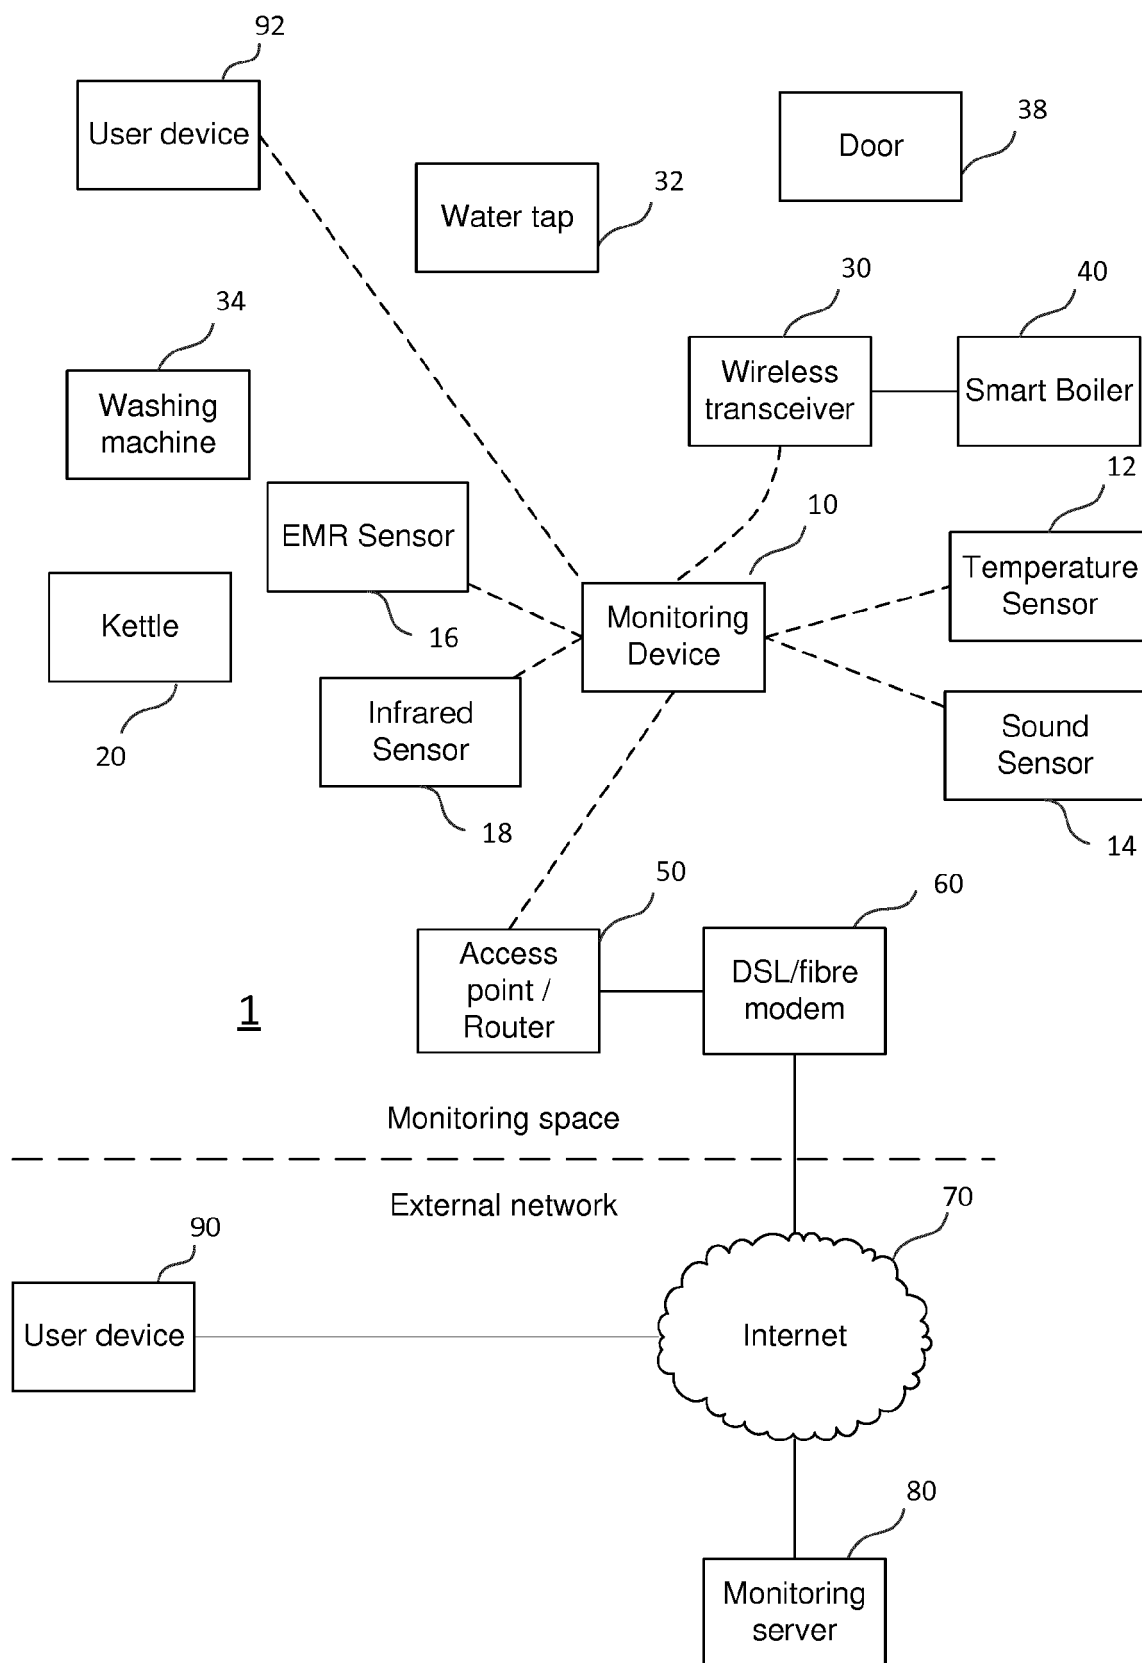 92
User device
38
Door
32
Water tap
30
40
34
Wireless
transceiver
Smart Boiler
Washing
machine
12
10
EMR Sensor
Temperature
Sensor
Kettle
16
Monitoring
Device
20
Infrared
Sensor
Sound
Sensor
18
14
50
60
Access
point /
Router
DSL/fibre
modem
1
Monitoring space
External network
70
90
User device
Internet
80
Monitoring
server